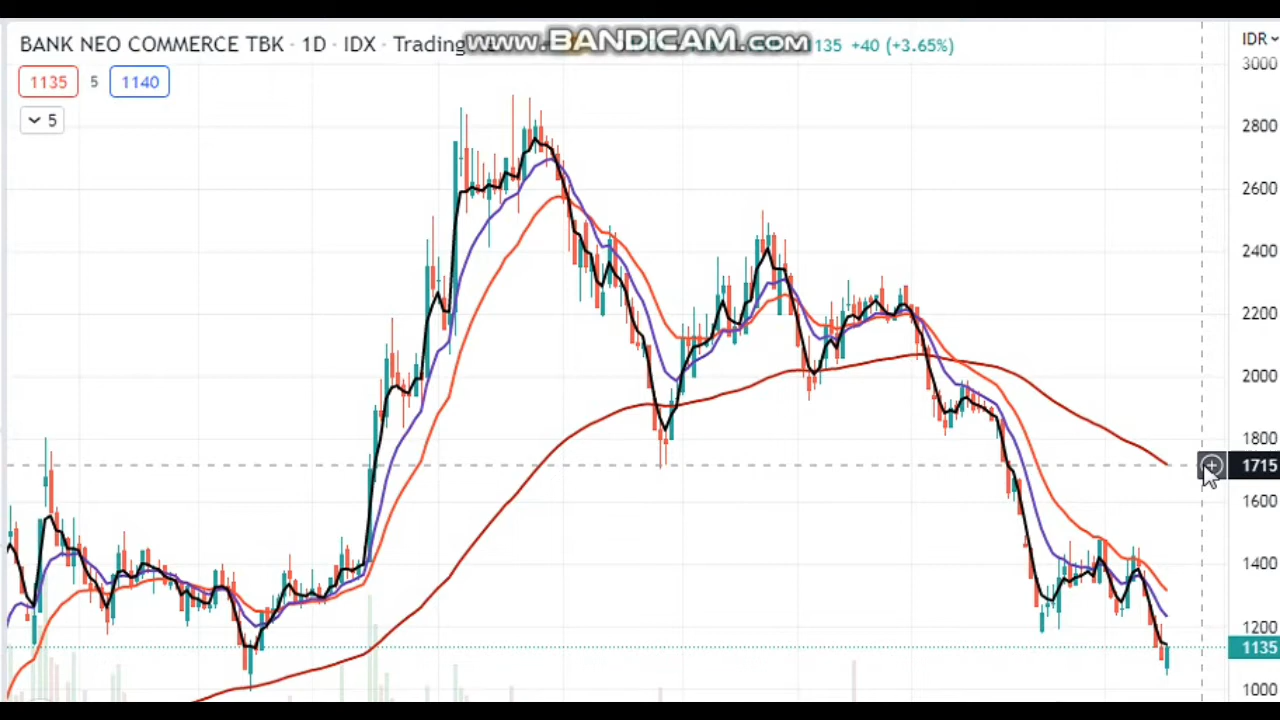 BANK NEO COMMERCE TBK · 1D · IDX · Trading
www.BANDICAM.com
1135 +40 (+3.65%)
IDR
1135 5 1140
5
3000
2800
2600
2400
2200
2000
1800
1715
1600
1400
1200
1135
1000